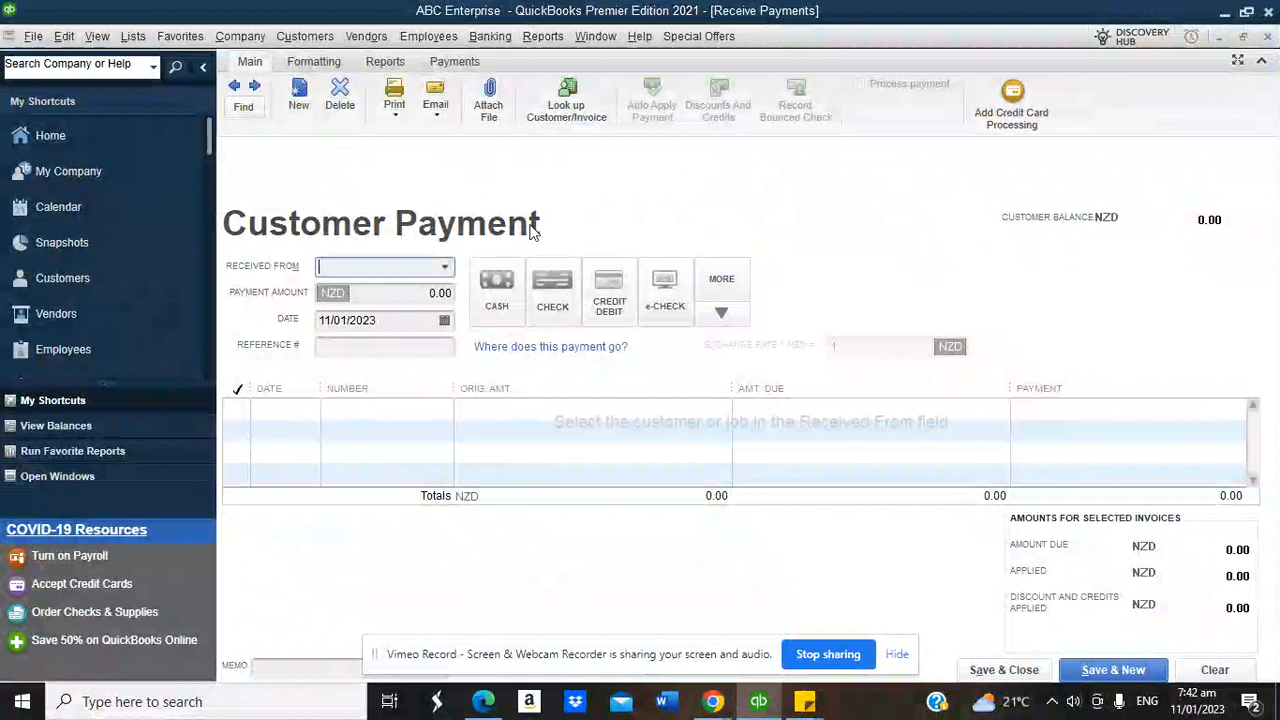 ABC Enterprise - QuickBooks Premier Edition 2021 - [Receive Payments]
File Edit View Lists Favorites Company Customers Vendors Employees Banking Reports Window Help Special Offers
DISCOVERY HUB
Search Company or Help
My Shortcuts
Home
My Company
Calendar
Snapshots
Customers
Vendors
Employees
My Shortcuts
View Balances
Run Favorite Reports
Open Windows
COVID-19 Resources
Turn on Payroll
Accept Credit Cards
Order Checks & Supplies
Save 50% on QuickBooks Online
Main Formatting Reports Payments
Find
New
Delete
Print
Email
Attach File
Look up Customer/Invoice
Auto Apply Payment
Discounts And Credits
Record Bounced Check
Process payment
Add Credit Card Processing
Customer Payment
CUSTOMER BALANCE NZD 0.00
RECEIVED FROM
PAYMENT AMOUNT NZD 0.00
DATE 11/01/2023
REFERENCE #
CASH
CHECK
CREDIT DEBIT
e-CHECK
MORE
Where does this payment go?
EXCHANGE RATE 1 NZD = 1 NZD
DATE NUMBER ORIG. AMT. AMT. DUE PAYMENT
Select the customer or job in the Received From field
Totals NZD 0.00 0.00 0.00
AMOUNTS FOR SELECTED INVOICES
AMOUNT DUE NZD 0.00
APPLIED NZD 0.00
DISCOUNT AND CREDITS APPLIED NZD 0.00
MEMO
Vimeo Record - Screen & Webcam Recorder is sharing your screen and audio. Stop sharing Hide
Save & Close Save & New Clear
Type here to search
21°C
ENG
7:42 am
11/01/2023
2